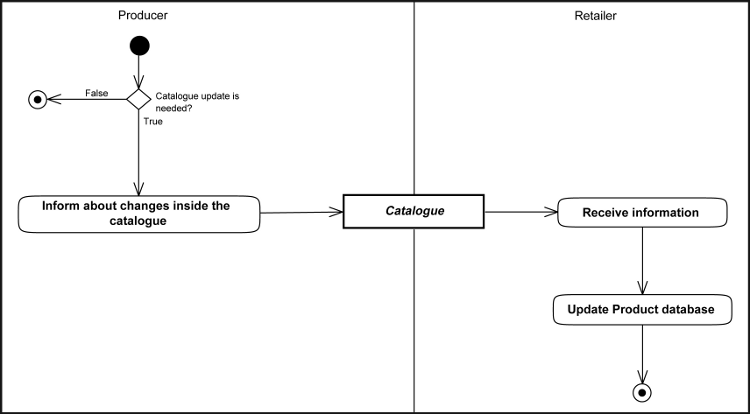 Producer
Retailer
False
Catalogue update is
needed?
True
Inform about changes inside the
catalogue
Catalogue
Receive information
Update Product database